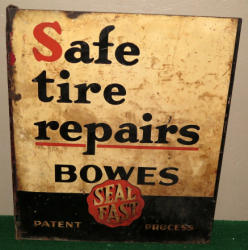 Safe
tire
repairs
BOWES
SEAL
FAST
PATENT PROCESS